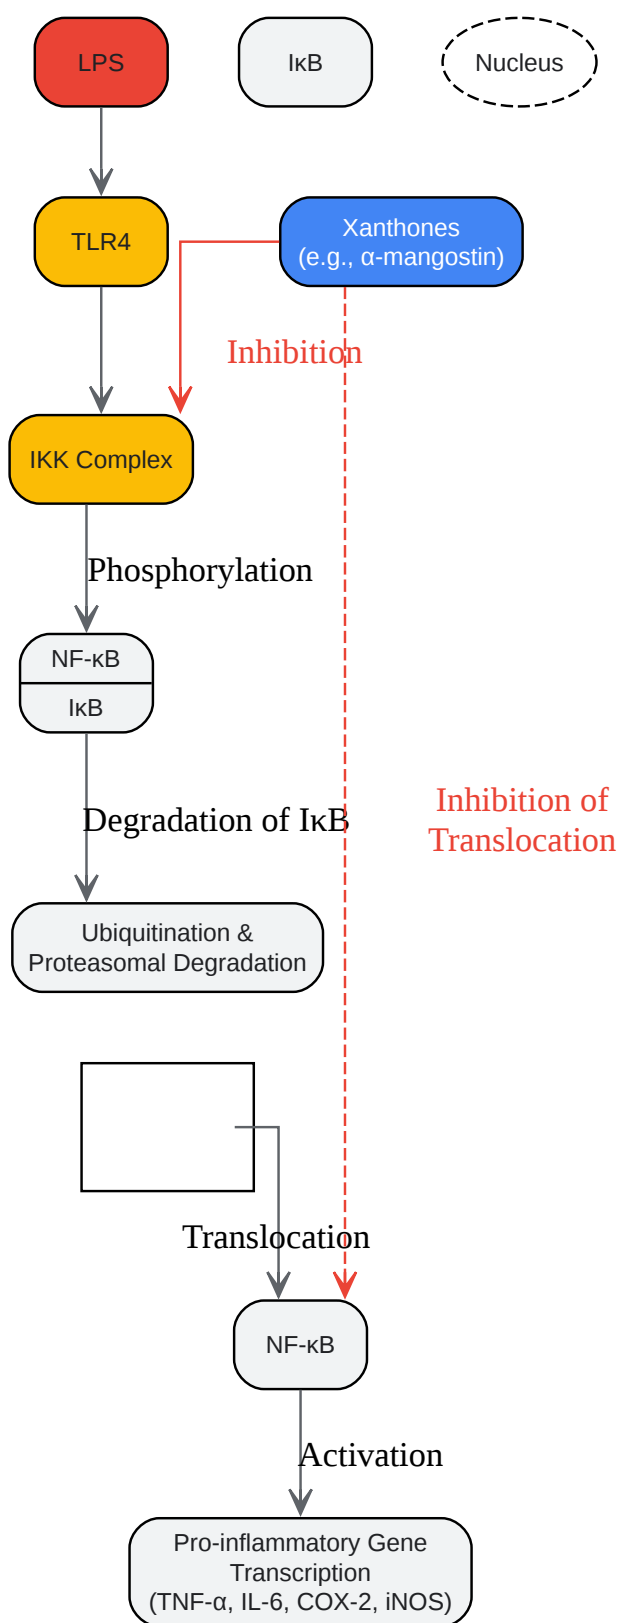 LPS
IκB
Nucleus
TLR4
Xanthones
(e.g., α-mangostin)
Inhibition
IKK Complex
Phosphorylation
NF-κB
IκB
Degradation of IκB
Inhibition of
Translocation
Ubiquitination &
Proteasomal Degradation
Translocation
NF-κB
Activation
Pro-inflammatory Gene
Transcription
(TNF-α, IL-6, COX-2, iNOS)